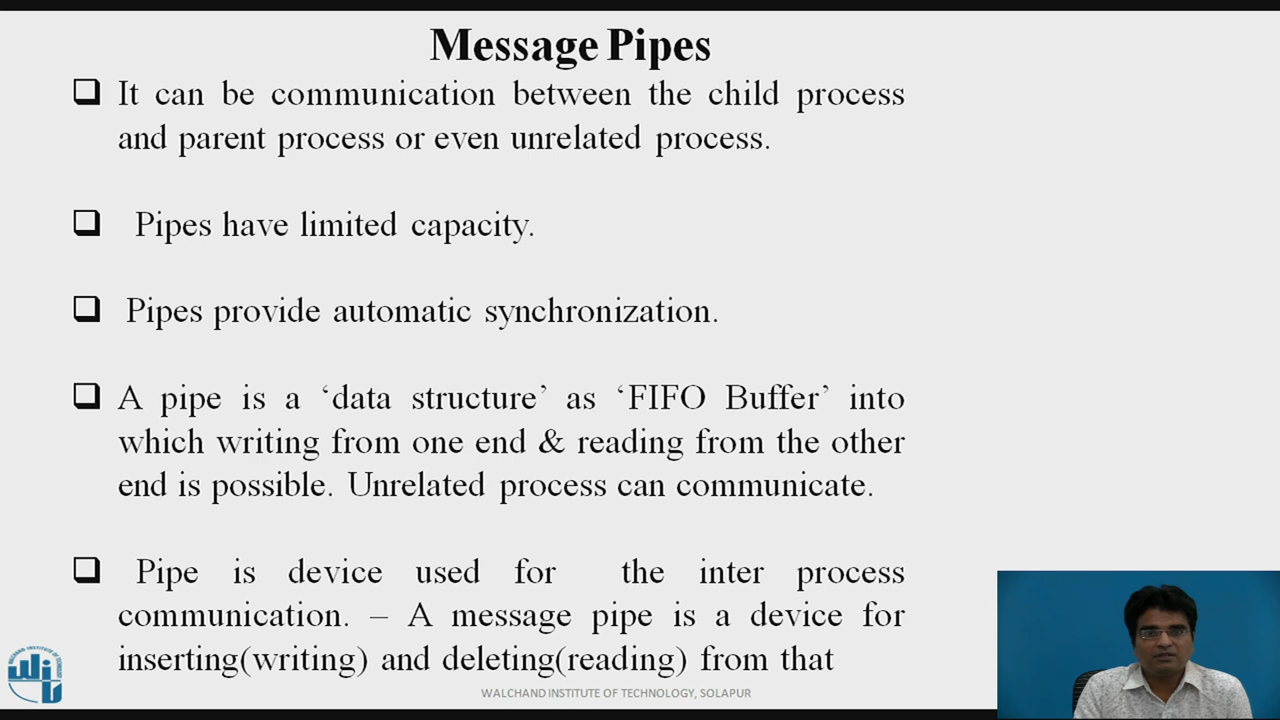 Message Pipes
It can be communication between the child process
and parent process or even unrelated process.
Pipes have limited capacity.
Pipes provide automatic synchronization.
A pipe is a ‘data structure’ as ‘FIFO Buffer’ into
which writing from one end & reading from the other
end is possible. Unrelated process can communicate.
Pipe is device used for the inter process
communication. – A message pipe is a device for
inserting(writing) and deleting(reading) from that
WALCHAND INSTITUTE OF TECHNOLOGY, SOLAPUR